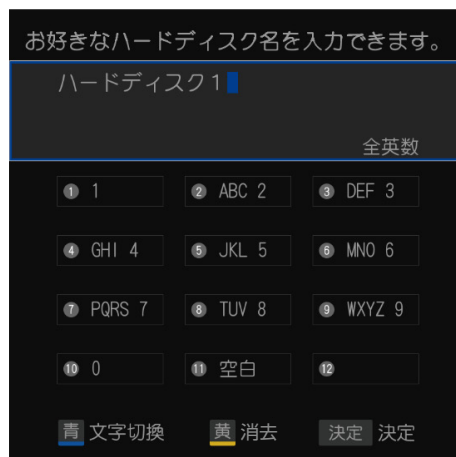 お好きなハードディスク名を入力できます。
ハードディスク１
全英数
① 1 ② ABC 2 ③ DEF 3
④ GHI 4 ⑤ JKL 5 ⑥ MNO 6
⑦ PQRS 7 ⑧ TUV 8 ⑨ WXYZ 9
⑩ 0 ⑪ 空白 ⑫
青 文字切換 黄 消去 決定 決定